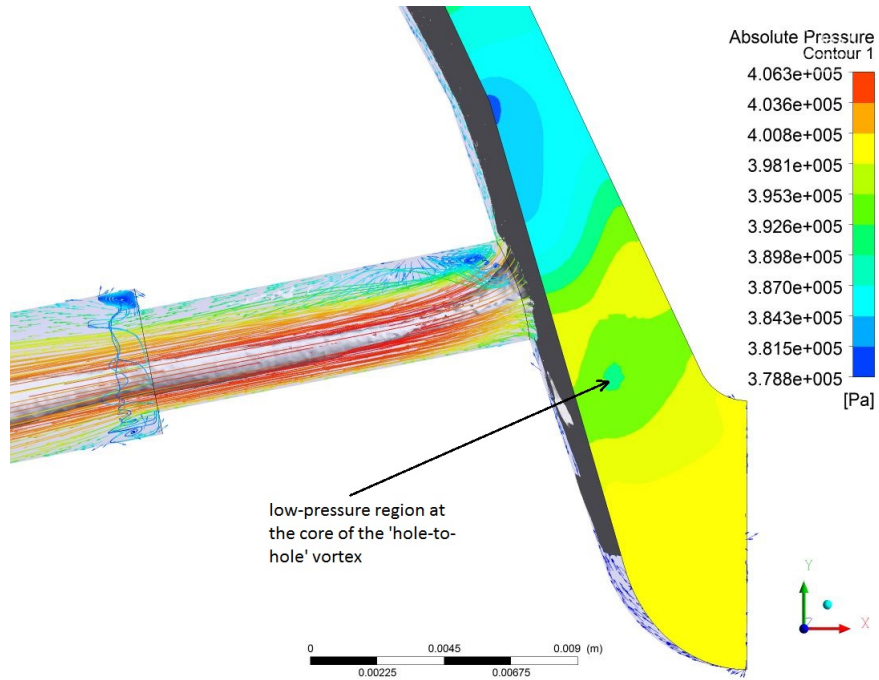 Absolute Pressure
Contour 1
4.063e+005
4.036e+005
4.008e+005
3.981e+005
3.953e+005
3.926e+005
3.898e+005
3.870e+005
3.843e+005
3.815e+005
3.788e+005
[Pa]
low-pressure region at
the core of the 'hole-to-
hole' vortex
Y
Z
X
0 0.0045 0.009 (m)
0.00225 0.00675